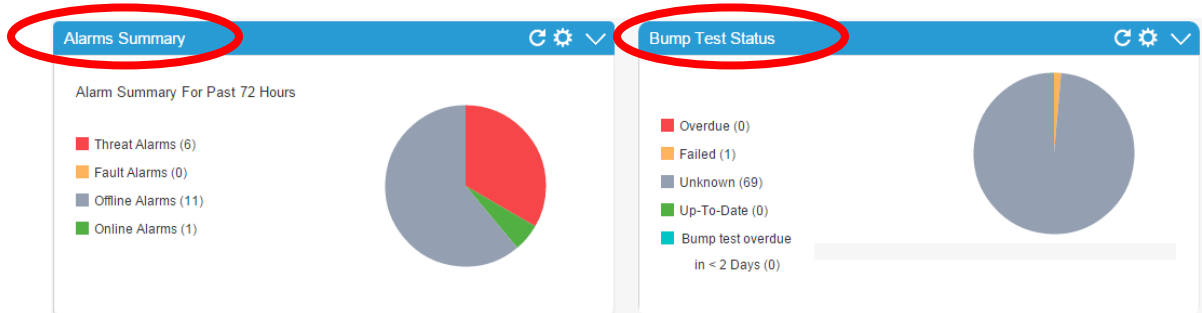 Alarms Summary
Alarm Summary For Past 72 Hours
Threat Alarms (6)
Fault Alarms (0)
Offline Alarms (11)
Online Alarms (1)
Bump Test Status
Overdue (0)
Failed (1)
Unknown (69)
Up-To-Date (0)
Bump test overdue
in < 2 Days (0)